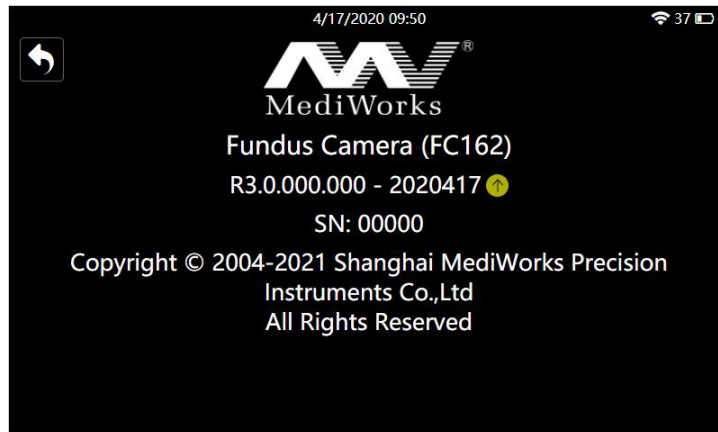 4/17/2020 09:50
37
®
MediWorks
Fundus Camera (FC162)
R3.0.000.000 - 2020417
SN: 00000
Copyright © 2004-2021 Shanghai MediWorks Precision
Instruments Co.,Ltd
All Rights Reserved